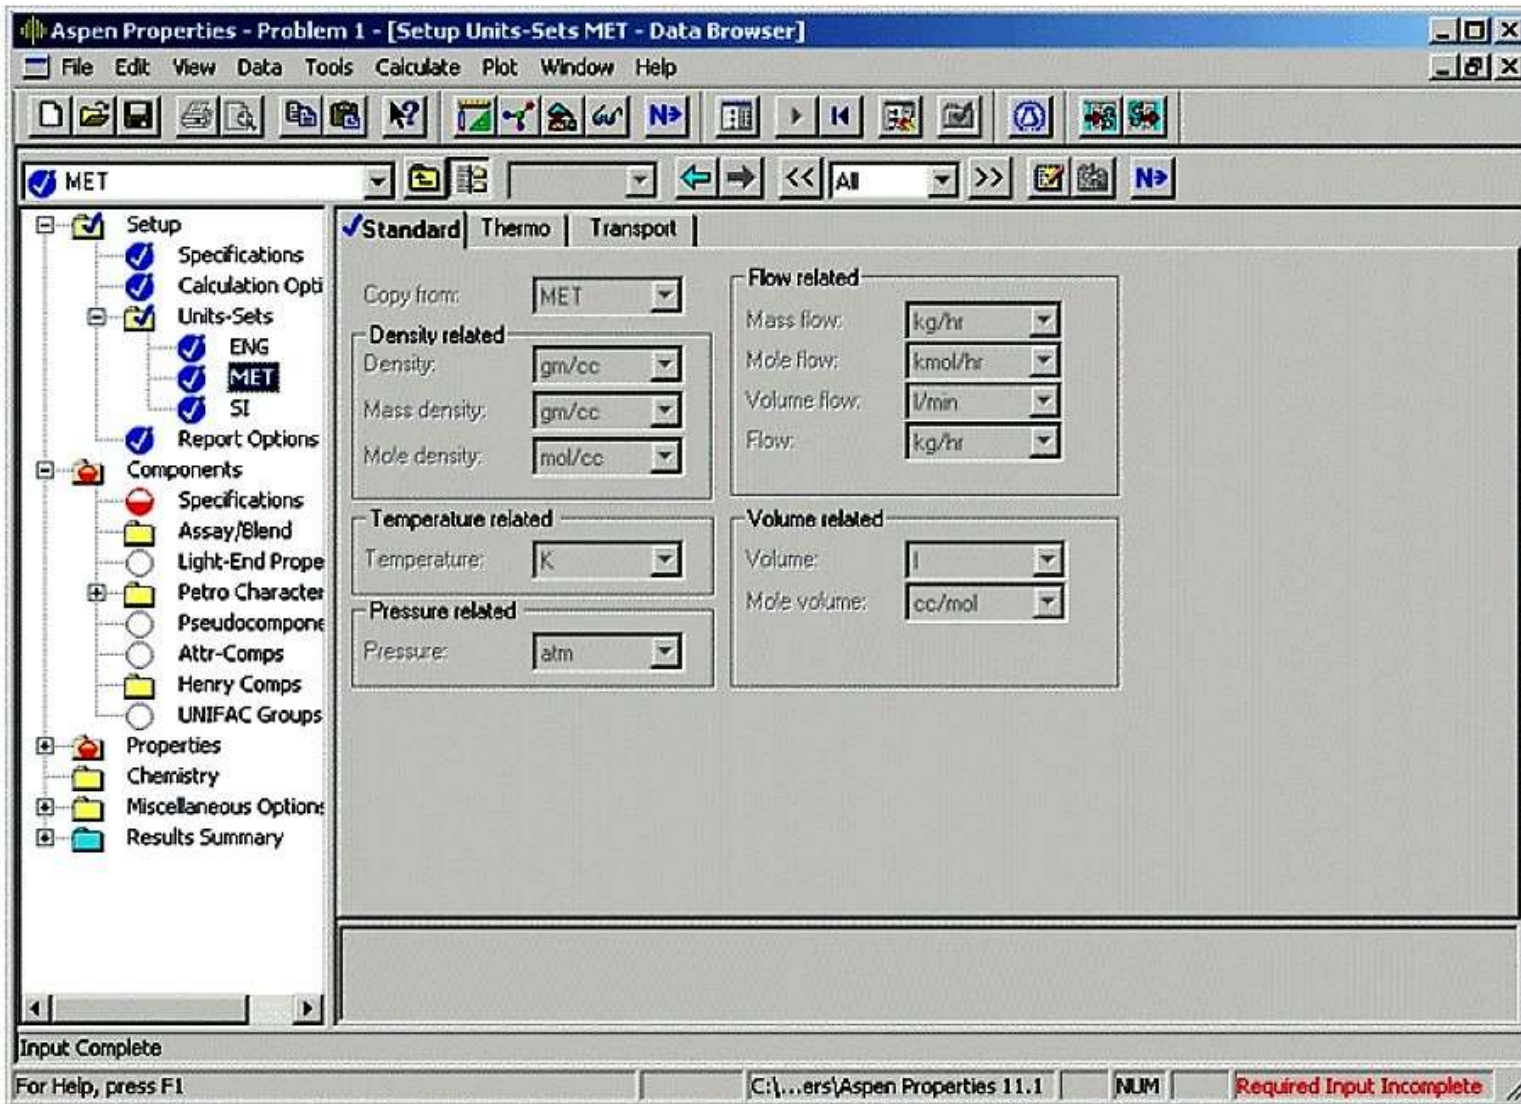 Aspen Properties - Problem 1 - [Setup Units-Sets MET - Data Browser]
File Edit View Data Tools Calculate Plot Window Help
N
MET
<< All >> N
Setup
Specifications
Calculation Opti
Units-Sets
ENG
MET
SI
Report Options
Components
Specifications
Assay/Blend
Light-End Prope
Petro Character
Pseudocompone
Attr-Comps
Henry Comps
UNIFAC Groups
Properties
Chemistry
Miscellaneous Options
Results Summary
Standard Thermo Transport
Copy from: MET
Density related
Density: gm/cc
Mass density: gm/cc
Mole density: mol/cc
Temperature related
Temperature: K
Pressure related
Pressure: atm
Flow related
Mass flow: kg/hr
Mole flow: kmol/hr
Volume flow: l/min
Flow: kg/hr
Volume related
Volume: l
Mole volume: cc/mol
Input Complete
For Help, press F1 C:\...ers\Aspen Properties 11.1 NUM Required Input Incomplete